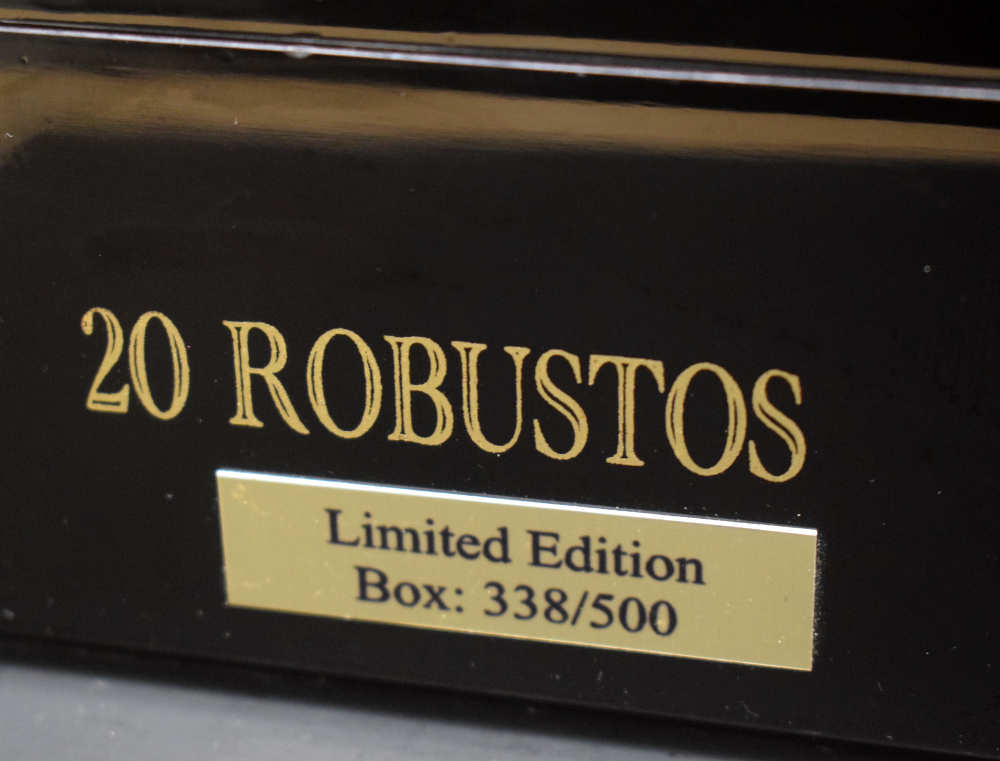 20 ROBUSTOS
Limited Edition
Box: 338/500